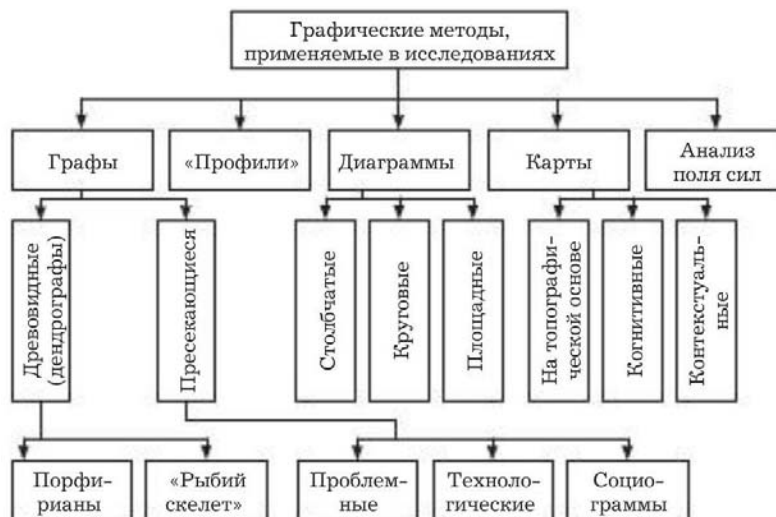 Графические методы,
применяемые в исследованиях
Графы
«Профили»
Диаграммы
Карты
Анализ
поля сил
Древовидные
(дендрографы)
Пресекающиеся
Столбчатые
Круговые
Площадные
На топографи-
ческой основе
Когнитивные
Контекстуаль-
ные
Порфи-
рианы
«Рыбий
скелет»
Проблем-
ные
Техноло-
гические
Социо-
граммы